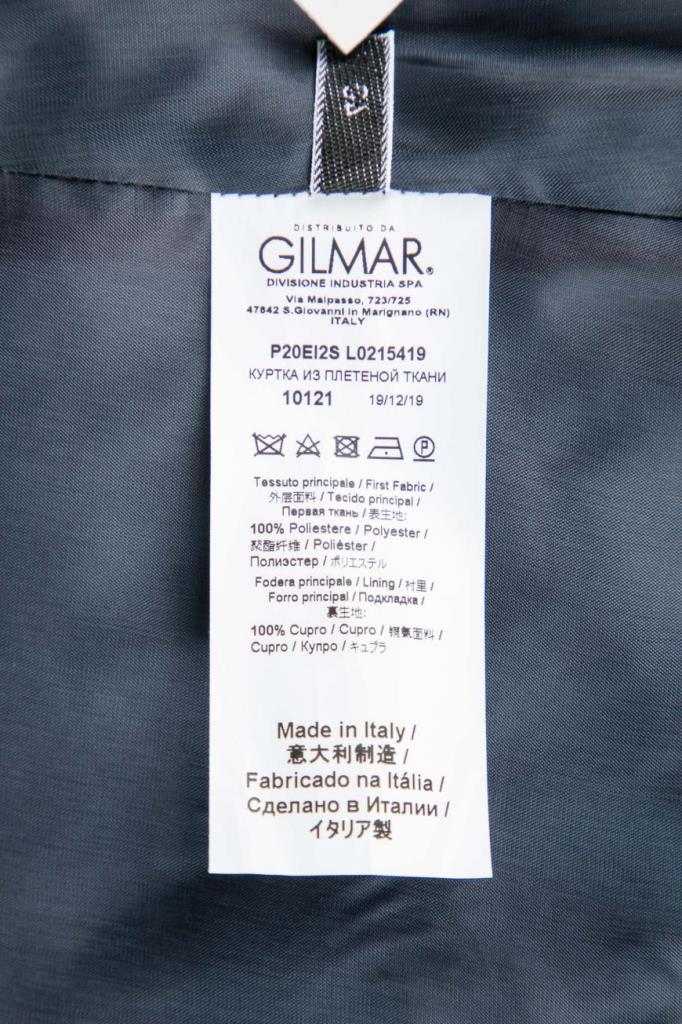 DISTRIBUITO DA
GILMAR®
DIVISIONE INDUSTRIA SPA
Via Malpasso, 723/725
47842 S.Giovanni in Marignano (RN)
ITALY
P20EI2S L0215419
КУРТКА ИЗ ПЛЕТЕНОЙ ТКАНИ
10121 19/12/19
P
Tessuto principale / First Fabric /
外层面料 / Tecido principal /
Первая ткань / 表生地:
100% Poliestere / Polyester /
聚酯纤维 / Poliéster /
Полиэстер / ポリエステル
Fodera principale / Lining / 衬里 /
Forro principal / Подкладка /
裏生地:
100% Cupro / Cupro / 铜氨面料 /
Cupro / Купро / キュプラ
Made in Italy /
意大利制造 /
Fabricado na Itália /
Сделано в Италии /
イタリア製